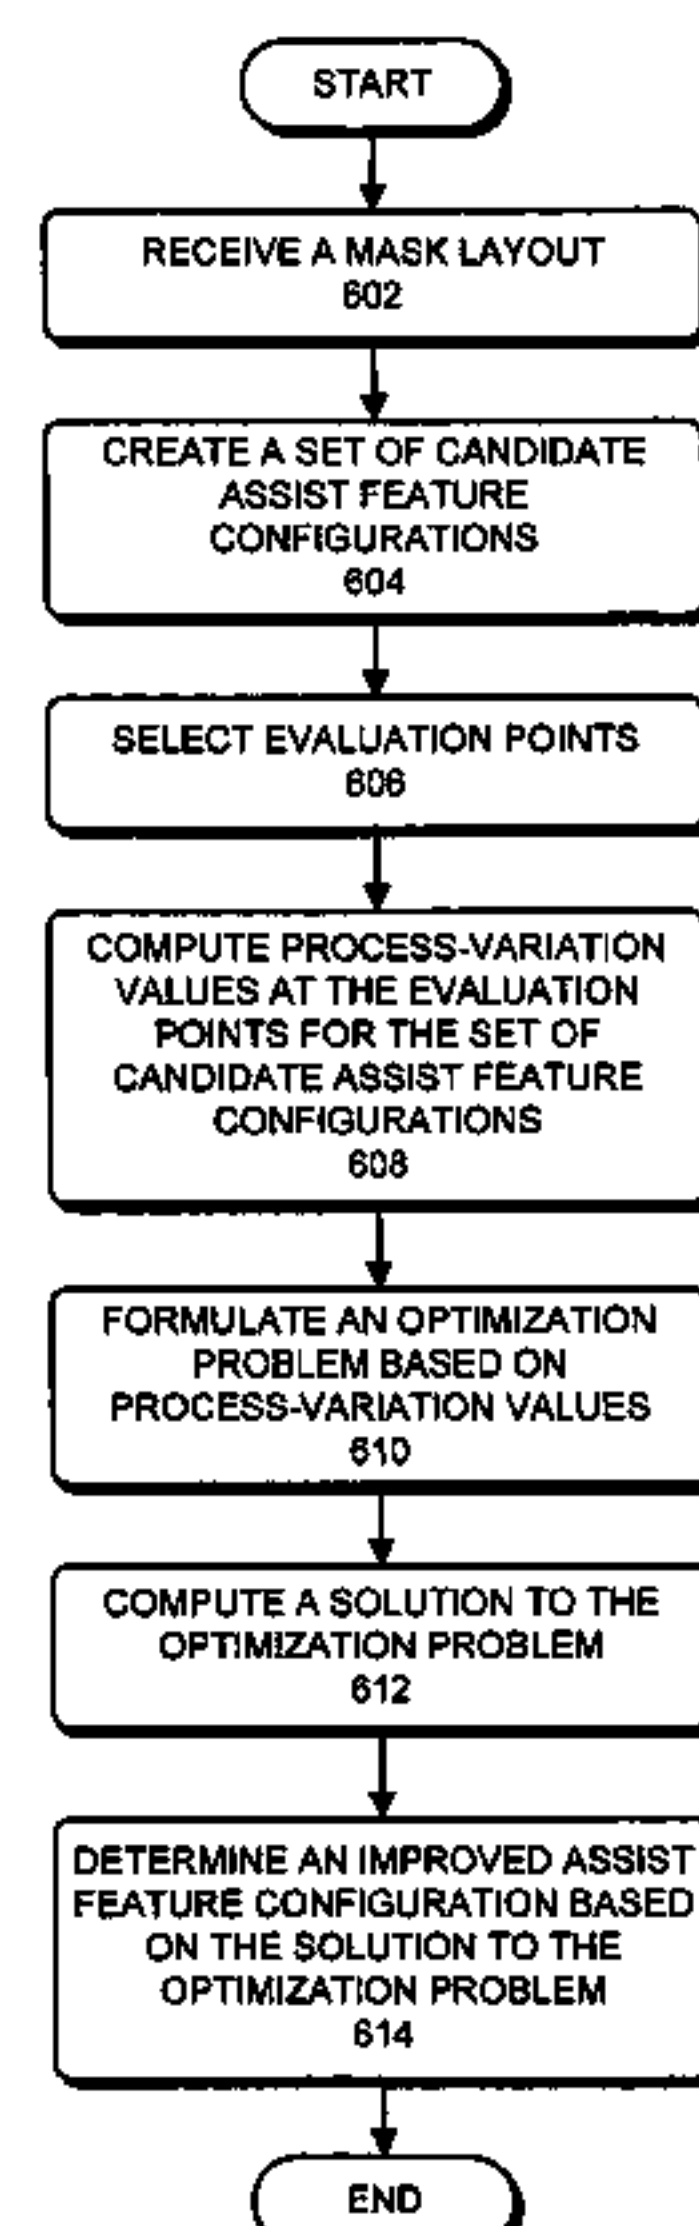 START
RECEIVE A MASK LAYOUT
602
CREATE A SET OF CANDIDATE
ASSIST FEATURE
CONFIGURATIONS
604
SELECT EVALUATION POINTS
606
COMPUTE PROCESS-VARIATION
VALUES AT THE EVALUATION
POINTS FOR THE SET OF
CANDIDATE ASSIST FEATURE
CONFIGURATIONS
608
FORMULATE AN OPTIMIZATION
PROBLEM BASED ON
PROCESS-VARIATION VALUES
610
COMPUTE A SOLUTION TO THE
OPTIMIZATION PROBLEM
612
DETERMINE AN IMPROVED ASSIST
FEATURE CONFIGURATION BASED
ON THE SOLUTION TO THE
OPTIMIZATION PROBLEM
614
END